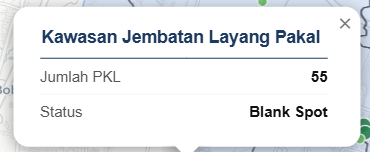 Kawasan Jembatan Layang Pakal
Jumlah PKL 55
Status Blank Spot